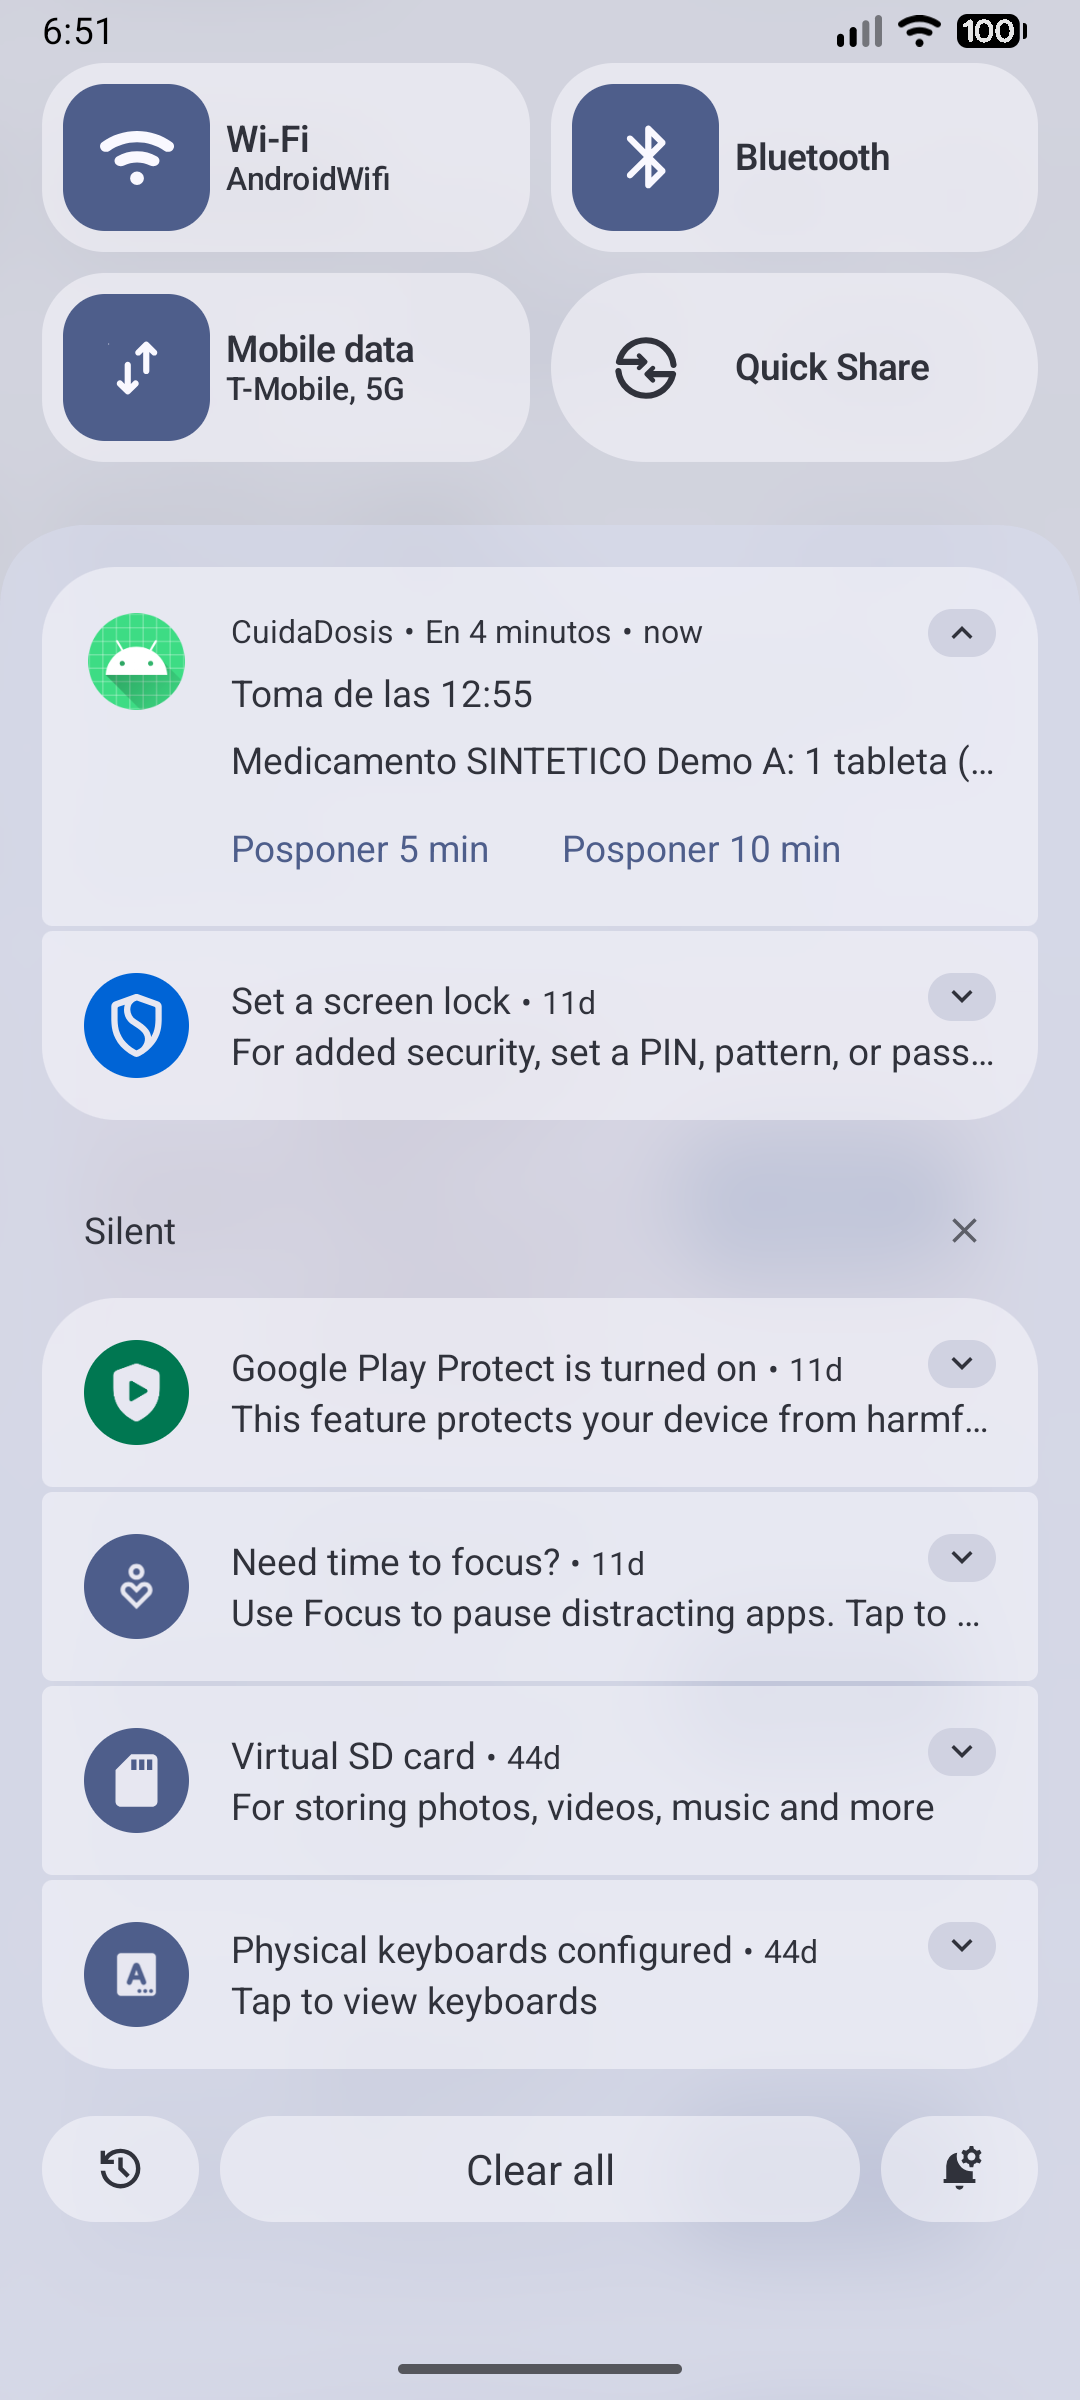 6:51
100
Wi-Fi
AndroidWifi
Bluetooth
Mobile data
T-Mobile, 5G
Quick Share
CuidaDosis • En 4 minutos • now
Toma de las 12:55
Medicamento SINTETICO Demo A: 1 tableta (…
Posponer 5 min
Posponer 10 min
Set a screen lock • 11d
For added security, set a PIN, pattern, or pass…
Silent
Google Play Protect is turned on • 11d
This feature protects your device from harmf…
Need time to focus? • 11d
Use Focus to pause distracting apps. Tap to …
Virtual SD card • 44d
For storing photos, videos, music and more
A
Physical keyboards configured • 44d
Tap to view keyboards
Clear all